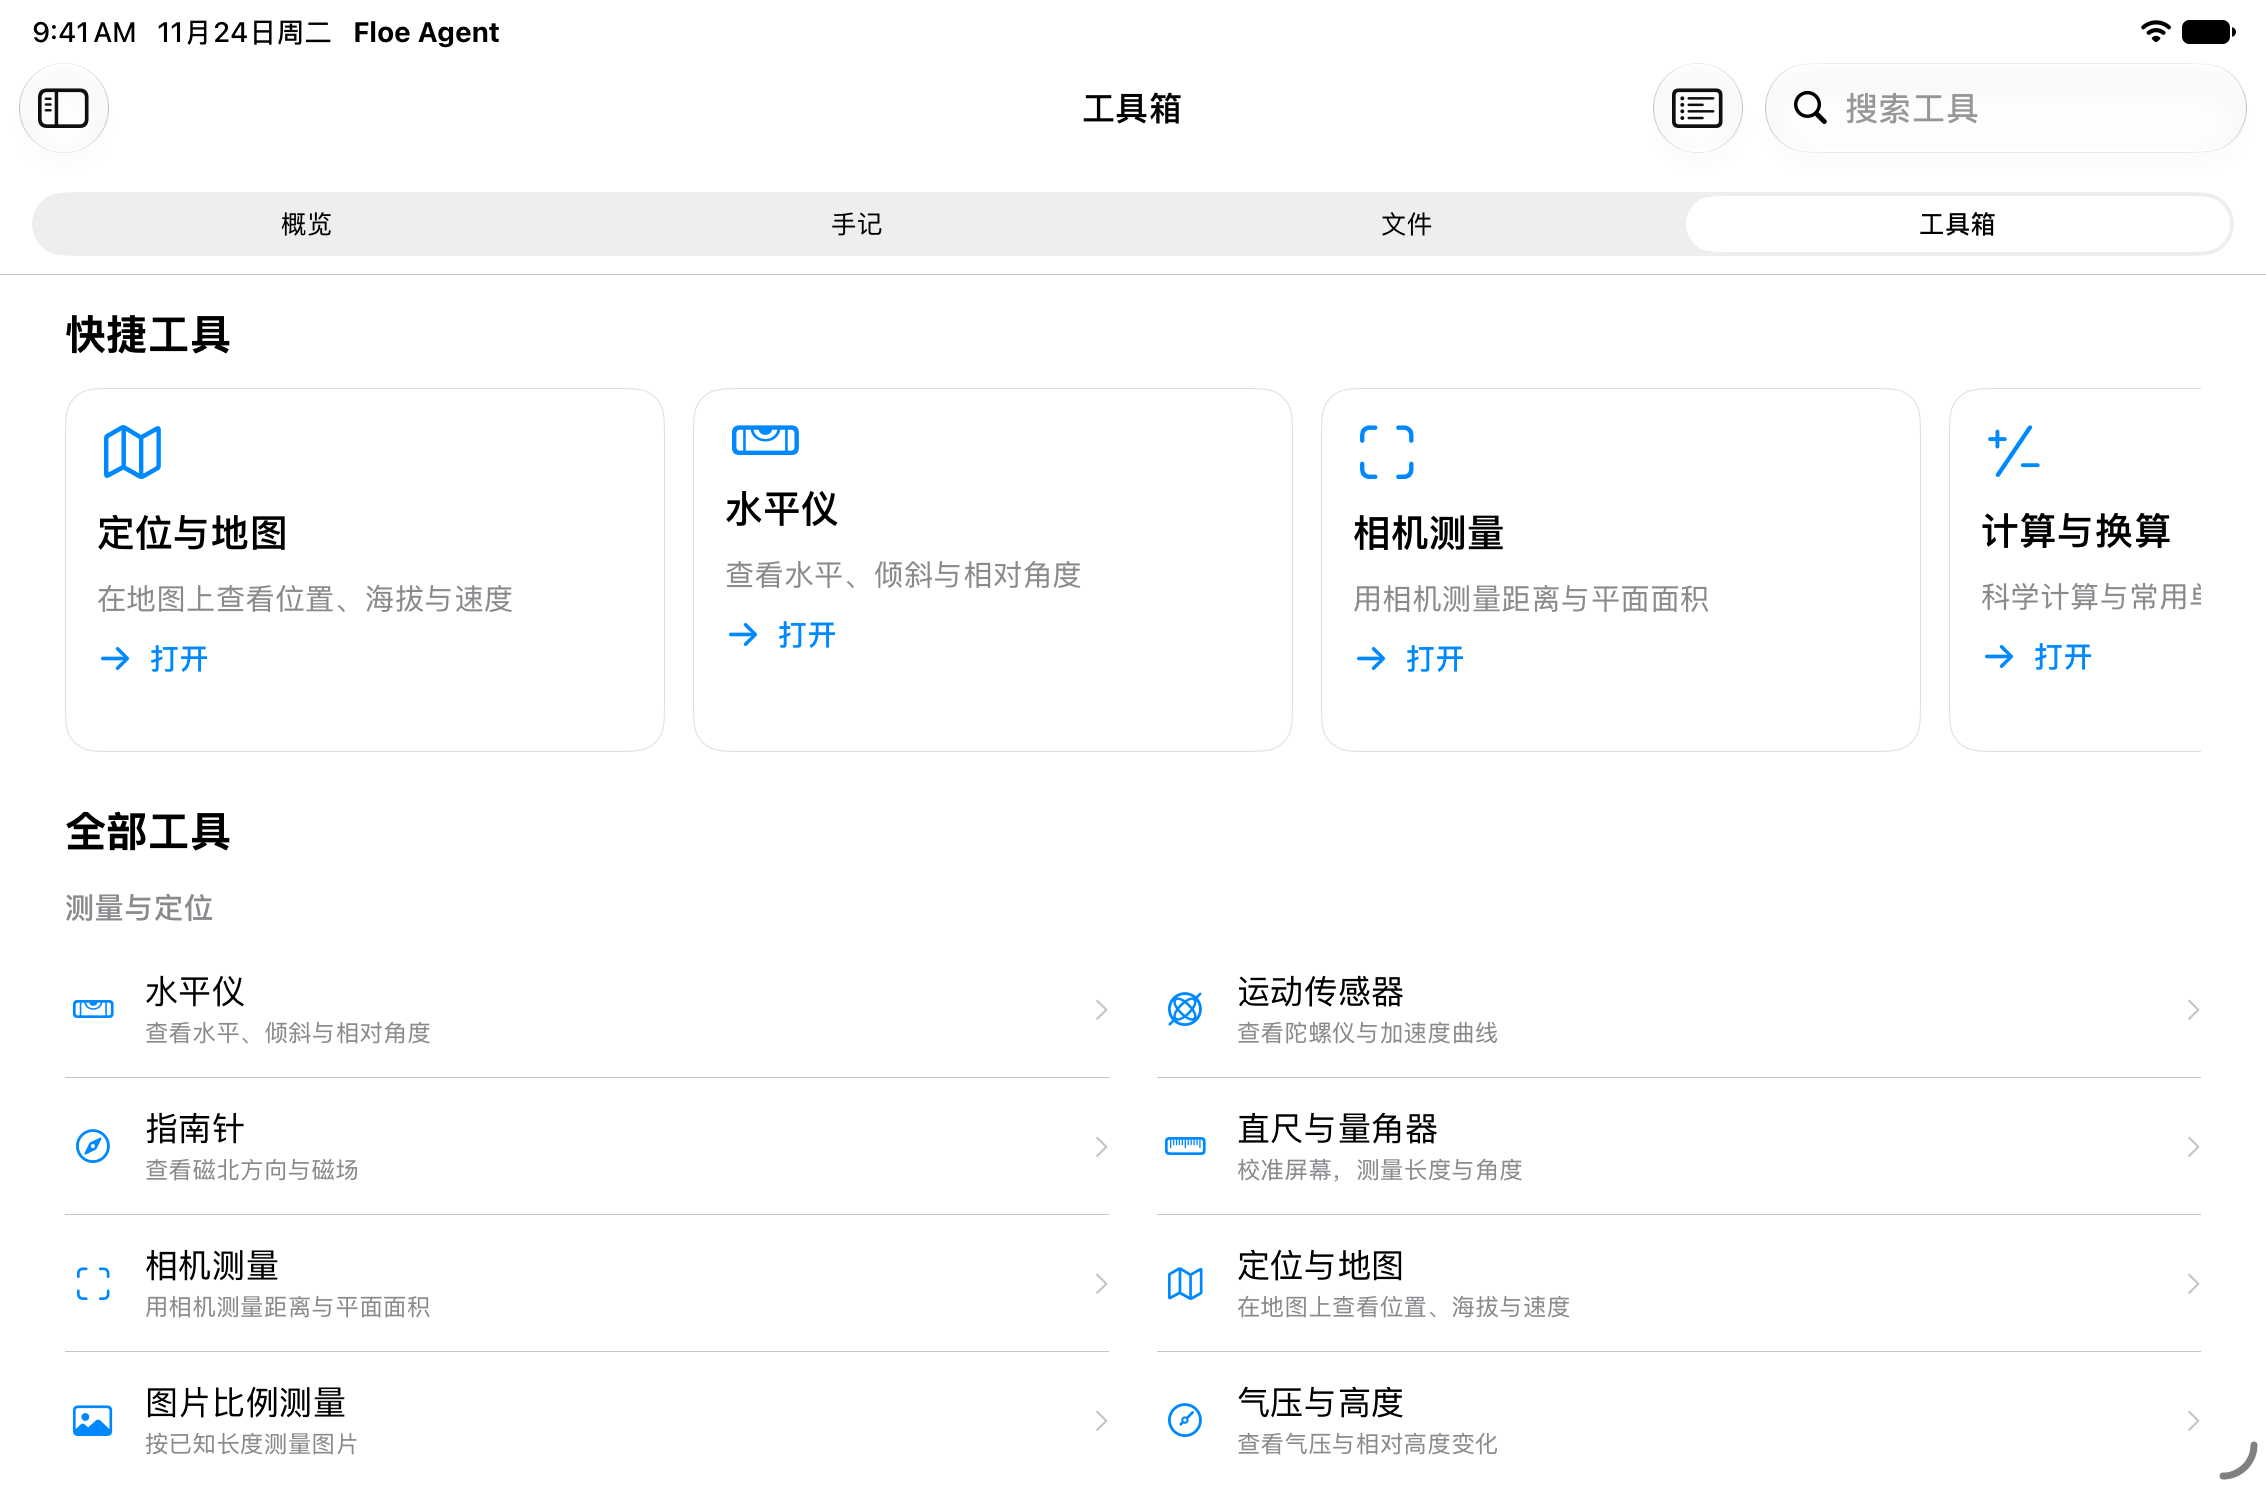 9:41 AM 11月24日周二 Floe Agent
工具箱
搜索工具
概览 手记 文件 工具箱
快捷工具
定位与地图
在地图上查看位置、海拔与速度
打开
水平仪
查看水平、倾斜与相对角度
打开
相机测量
用相机测量距离与平面面积
打开
计算与换算
科学计算与常用
打开
全部工具
测量与定位
水平仪
查看水平、倾斜与相对角度
运动传感器
查看陀螺仪与加速度曲线
指南针
查看磁北方向与磁场
直尺与量角器
校准屏幕，测量长度与角度
相机测量
用相机测量距离与平面面积
定位与地图
在地图上查看位置、海拔与速度
图片比例测量
按已知长度测量图片
气压与高度
查看气压与相对高度变化